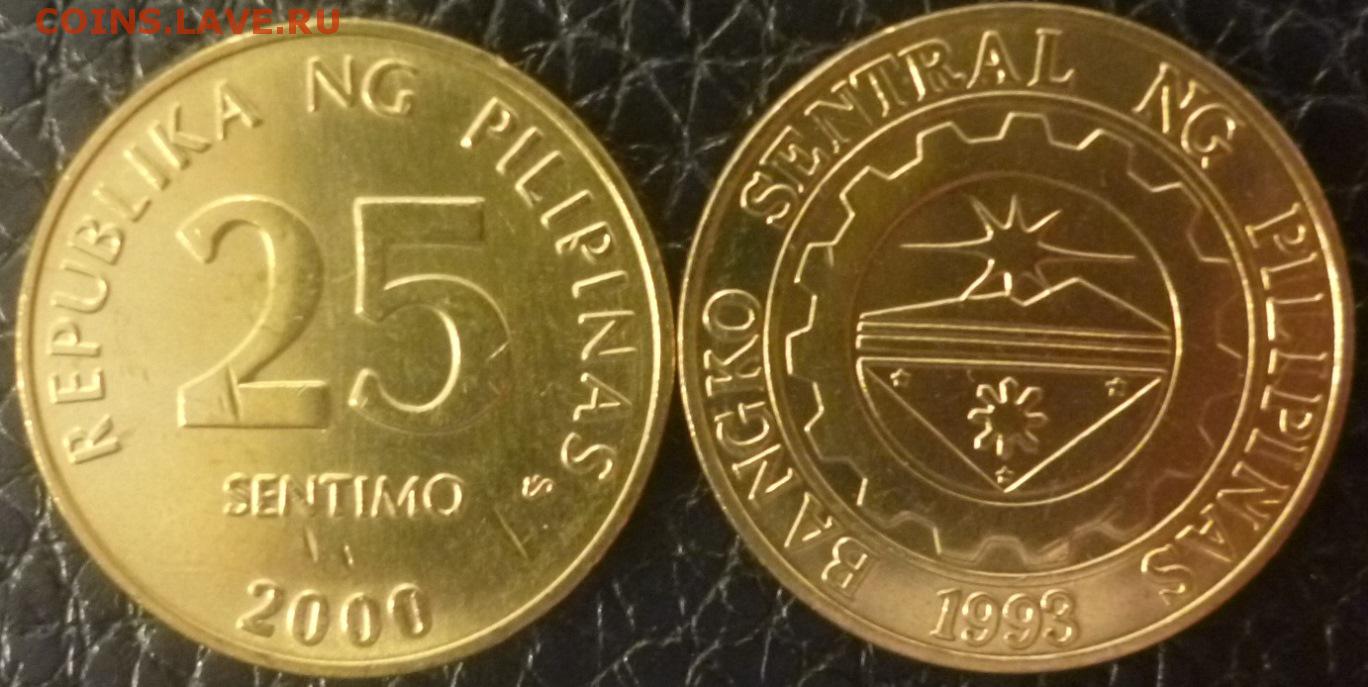 COINS.LAVE.RU
REPUBLIKA NG PILIPINAS
25
SENTIMO
S
2000
BANGKO SENTRAL NG PILIPINAS
1993